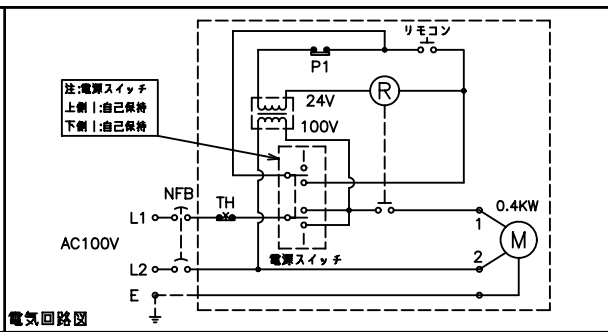 リモコン
P1
注:電源スイッチ
上側 |:自己保持
下側 |:自己保持
24V
R
100V
NFB
TH
L1
AC100V
L2
E
電源スイッチ
0.4KW
1
M
2
電気回路図